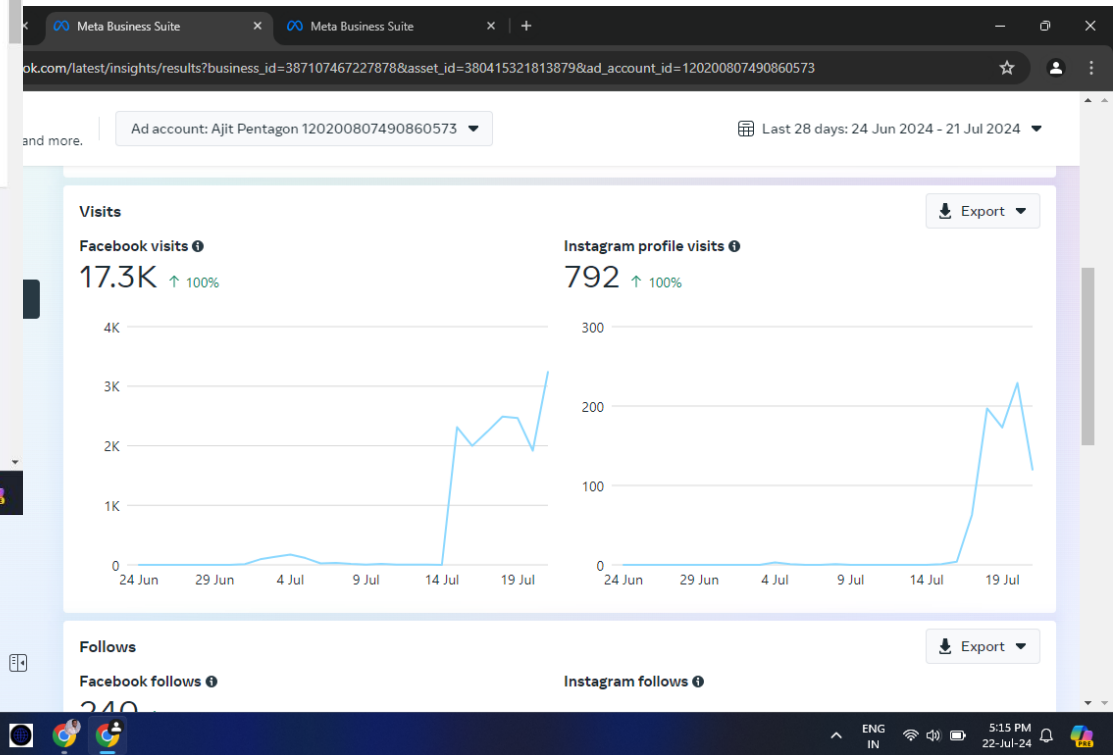 Meta Business Suite
Meta Business Suite
ok.com/latest/insights/results?business_id=387107467227878&asset_id=380415321813879&ad_account_id=120200807490860573
and more.
Ad account: Ajit Pentagon 120200807490860573
Last 28 days: 24 Jun 2024 - 21 Jul 2024
Visits
Export
Facebook visits
17.3K ↑ 100%
4K
3K
2K
1K
0
24 Jun 29 Jun 4 Jul 9 Jul 14 Jul 19 Jul
Instagram profile visits
792 ↑ 100%
300
200
100
0
24 Jun 29 Jun 4 Jul 9 Jul 14 Jul 19 Jul
Follows
Export
Facebook follows
240
Instagram follows
ENG
IN
5:15 PM
22-Jul-24
PRE